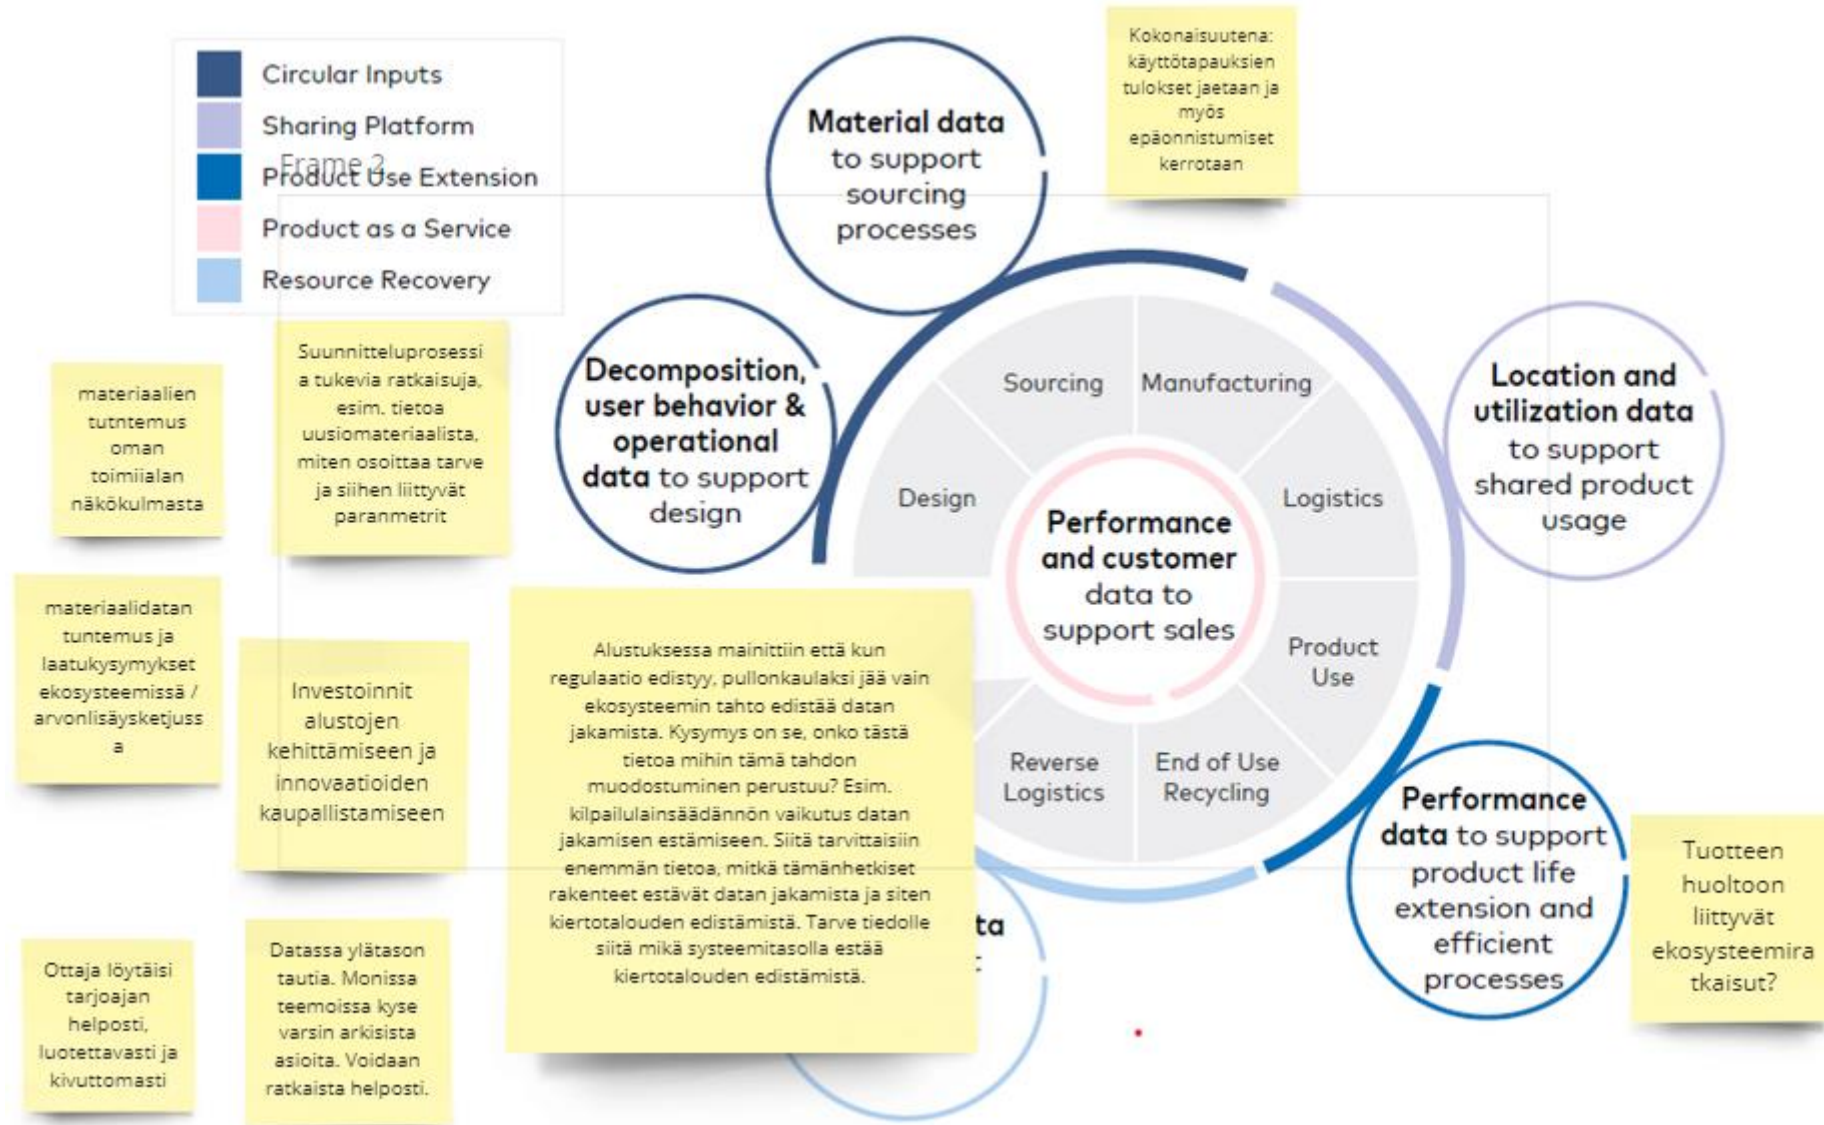 Circular Inputs
Sharing Platform
Frame 2
Product Use Extension
Product as a Service
Resource Recovery
Material data
to support
sourcing
processes
Kokonaisuutena:
käyttötapauksien
tulokset jaetaan ja
myös
epäonnistumiset
kerrotaan
Decomposition,
user behavior &
operational
data to support
design
Location and
utilization data
to support
shared product
usage
Sourcing
Manufacturing
Design
Logistics
Product
Use
Reverse
Logistics
End of Use
Recycling
Performance
and customer
data to
support sales
Performance
data to support
product life
extension and
efficient
processes
materiaalien
tutntemus
oman
toimiialan
näkökulmasta
Suunnitteluprosessi
a tukevia ratkaisuja,
esim. tietoa
uusiomateriaalista,
miten osoittaa tarve
ja siihen liittyvät
paranmetrit
materiaalidatan
tuntemus ja
laatukysymykset
ekosysteemissä /
arvonlisäysketjuss
a
Investoinnit
alustojen
kehittämiseen ja
innovaatioiden
kaupallistamiseen
Alustuksessa mainittiin että kun
regulaatio edistyy, pullonkaulaksi jää vain
ekosysteemin tahto edistää datan
jakamista. Kysymys on se, onko tästä
tietoa mihin tämä tahdon
muodostuminen perustuu? Esim.
kilpailulainsäädännön vaikutus datan
jakamisen estämiseen. Siitä tarvittaisiin
enemmän tietoa, mitkä tämänhetkiset
rakenteet estävät datan jakamista ja siten
kiertotalouden edistämistä. Tarve tiedolle
siitä mikä systeemitasolla estää
kiertotalouden edistämistä.
ta
Tuotteen
huoltoon
liittyvät
ekosysteemira
tkaisut?
Ottaja löytäisi
tarjoajan
helposti,
luotettavasti ja
kivuttomasti
Datassa ylätason
tautia. Monissa
teemoissa kyse
varsin arkisista
asioita. Voidaan
ratkaista helposti.